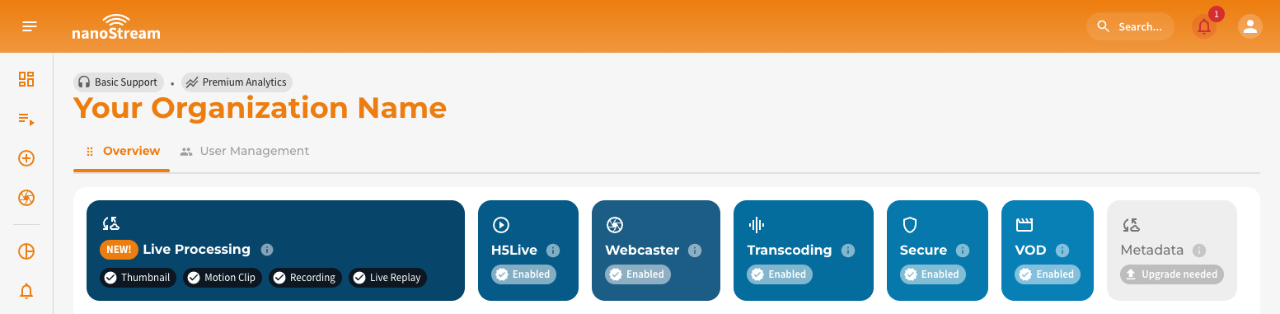 nanoStream
Search...
1
Basic Support • Premium Analytics
Your Organization Name
Overview
User Management
NEW! Live Processing
Thumbnail
Motion Clip
Recording
Live Replay
H5Live
Enabled
Webcaster
Enabled
Transcoding
Enabled
Secure
Enabled
VOD
Enabled
Metadata
Upgrade needed